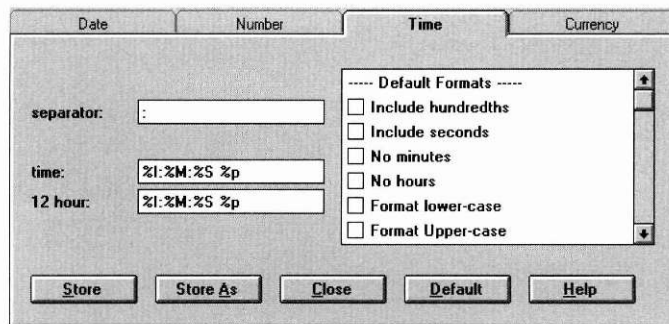 Date Number Time Currency
separator: :
time: %I:%M:%S %p
12 hour: %I:%M:%S %p
----- Default Formats -----
Include hundredths
Include seconds
No minutes
No hours
Format lower-case
Format Upper-case
Store Store As Close Default Help